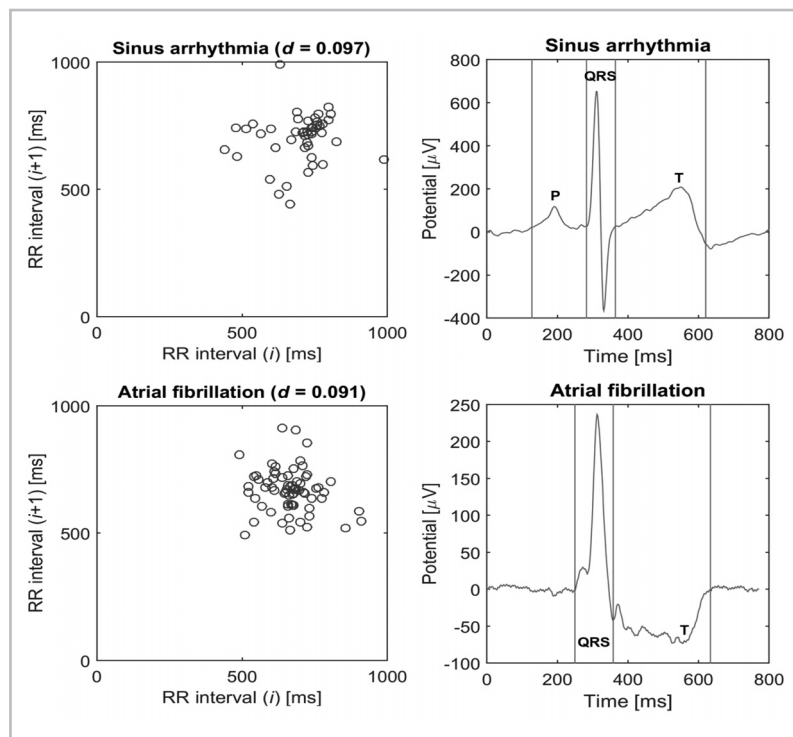 Sinus arrhythmia (d = 0.097)
1000
500
0
RR interval (i+1) [ms]
0 500 1000
RR interval (i) [ms]
Sinus arrhythmia
800
600
400
200
0
-200
-400
Potential [μV]
P
QRS
T
0 200 400 600 800
Time [ms]
Atrial fibrillation (d = 0.091)
1000
500
0
RR interval (i+1) [ms]
0 500 1000
RR interval (i) [ms]
Atrial fibrillation
250
200
150
100
50
0
-50
-100
Potential [μV]
QRS
T
0 200 400 600 800
Time [ms]